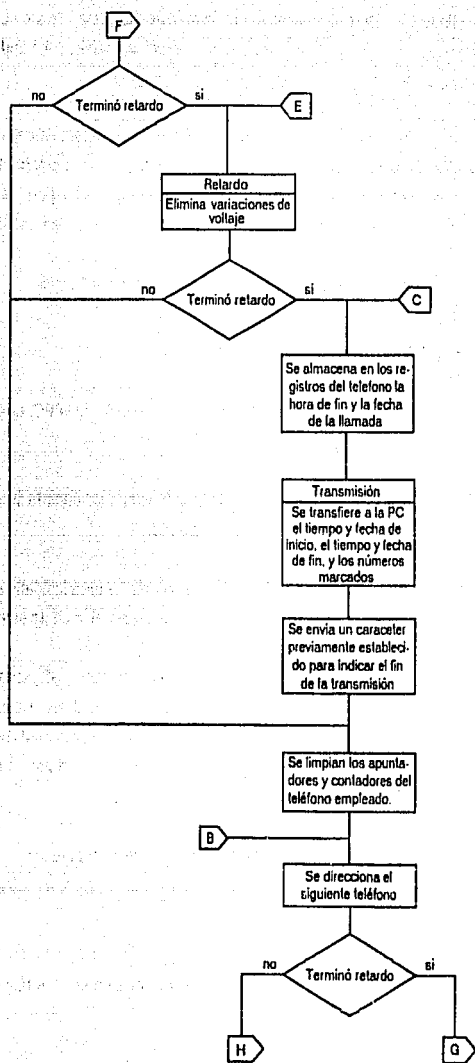 F
no
Terminó retardo
si
E
Retardo
Elimina variaciones de
voltaje
no
Terminó retardo
si
C
Se almacena en los re-
gistros del telefono la
hora de fin y la fecha
de la llamada
Transmisión
Se transfiere a la PC
el tiempo y fecha de
inicio, el tiempo y fecha
de fin, y los números
marcados
Se envia un caracter
previamente estableci-
do para indicar el fin
de la transmisión
Se limpian los apunta-
dores y contadores del
teléfono empleado.
B
Se direcciona el
siguiente teléfono
no
Terminó retardo
si
H
G